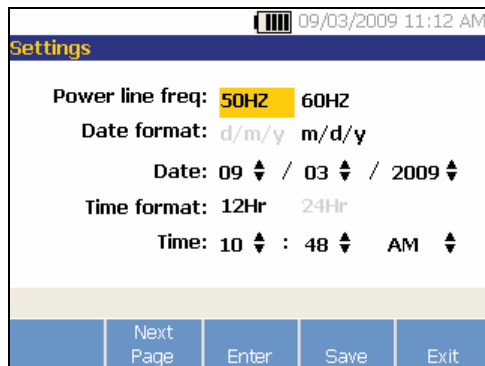 09/03/2009 11:12 AM
Settings
Power line freq: 50HZ 60HZ
Date format: d/m/y m/d/y
Date: 09 / 03 / 2009
Time format: 12Hr 24Hr
Time: 10 : 48 AM
Next Page Enter Save Exit